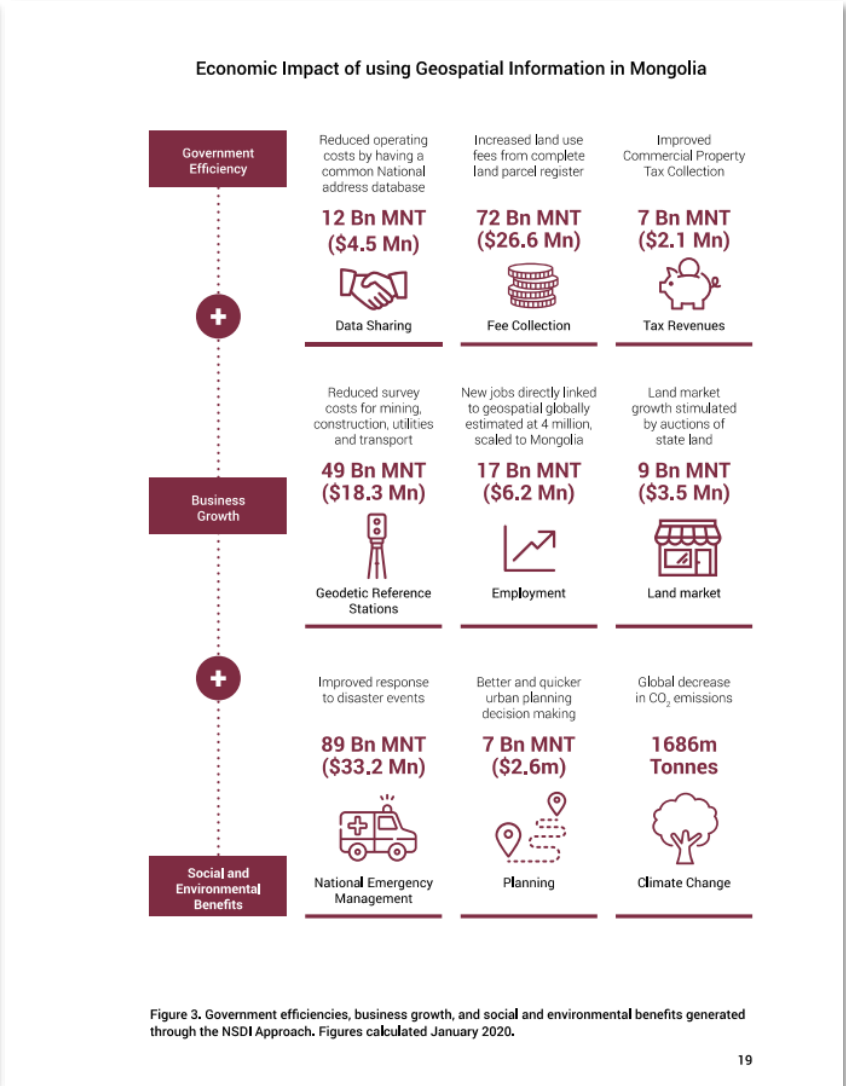 Economic Impact of using Geospatial Information in Mongolia
Government
Efficiency
Reduced operating
costs by having a
common National
address database
12 Bn MNT
($4.5 Mn)
Data Sharing
Increased land use
fees from complete
land parcel register
72 Bn MNT
($26.6 Mn)
Fee Collection
Improved
Commercial Property
Tax Collection
7 Bn MNT
($2.1 Mn)
Tax Revenues
Business
Growth
Reduced survey
costs for mining,
construction, utilities
and transport
49 Bn MNT
($18.3 Mn)
Geodetic Reference
Stations
New jobs directly linked
to geospatial globally
estimated at 4 million,
scaled to Mongolia
17 Bn MNT
($6.2 Mn)
Employment
Land market
growth stimulated
by auctions of
state land
9 Bn MNT
($3.5 Mn)
Land market
Social and
Environmental
Benefits
Improved response
to disaster events
89 Bn MNT
($33.2 Mn)
National Emergency
Management
Better and quicker
urban planning
decision making
7 Bn MNT
($2.6m)
Planning
Global decrease
in CO₂ emissions
1686m
Tonnes
Climate Change
Figure 3. Government efficiencies, business growth, and social and environmental benefits generated
through the NSDI Approach. Figures calculated January 2020.
19